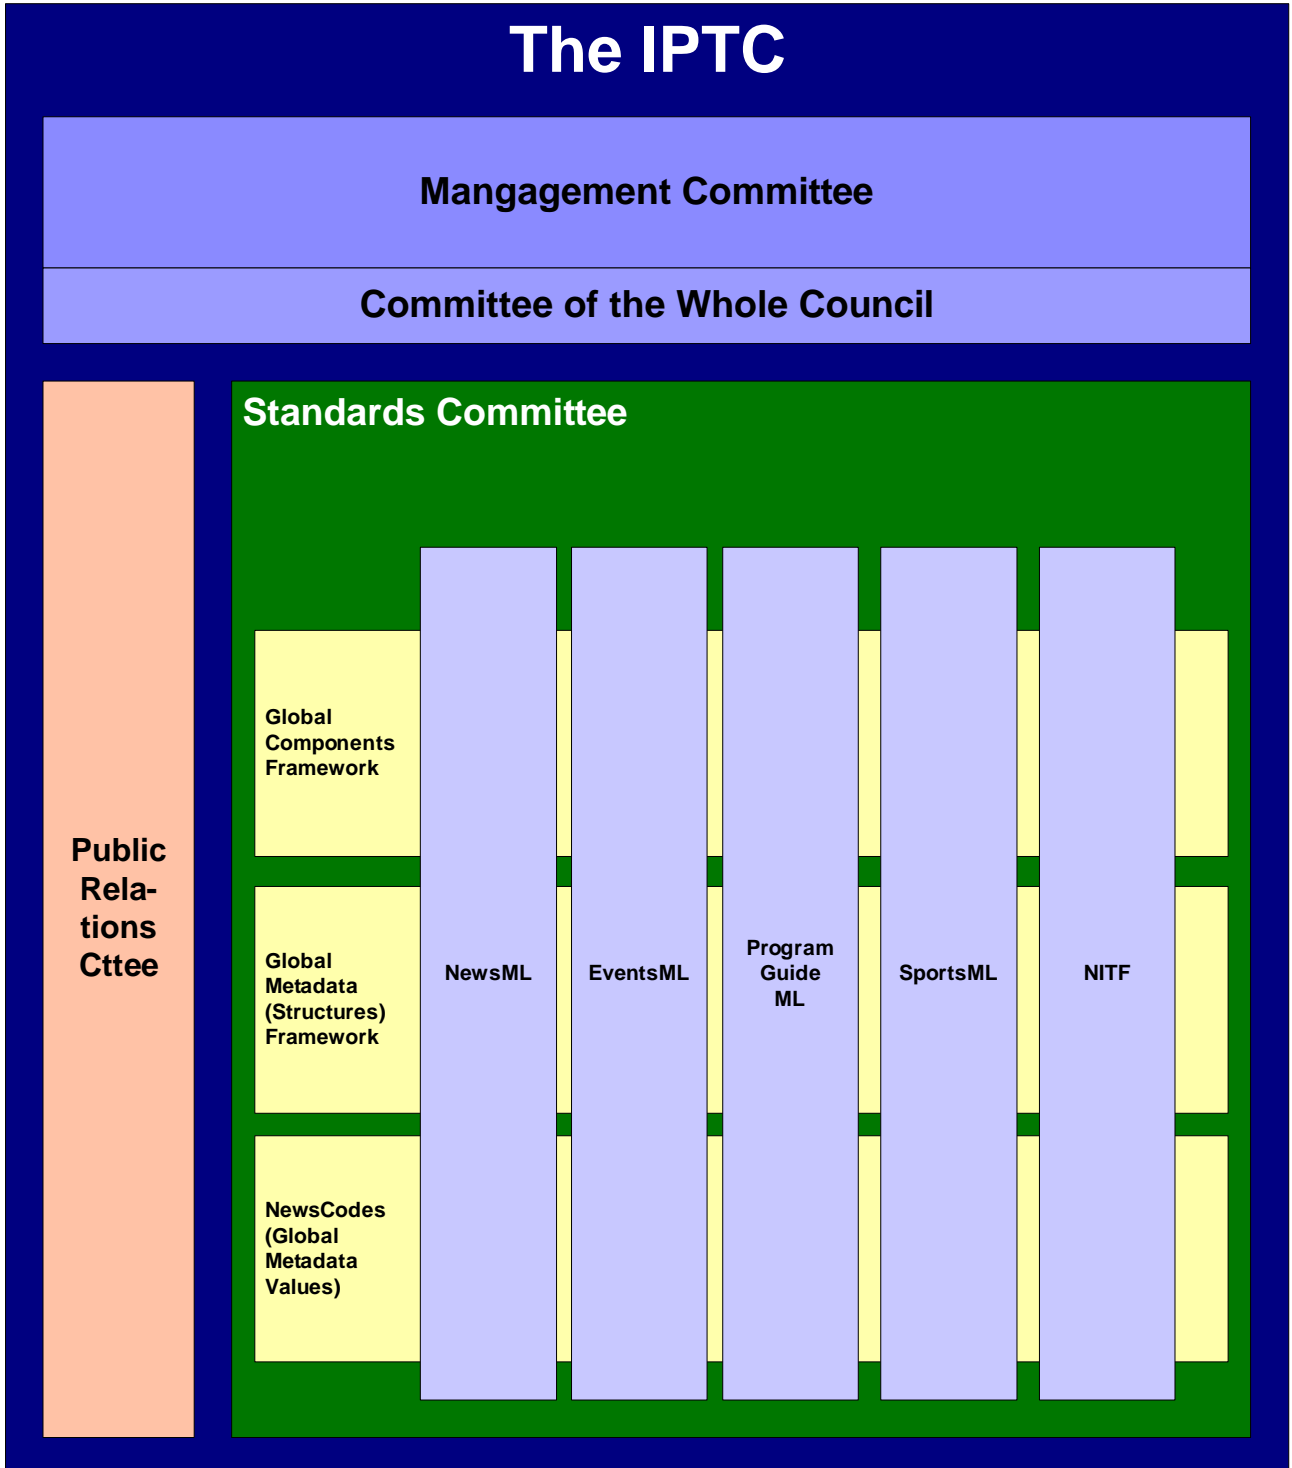 The IPTC
Mangagement Committee
Committee of the Whole Council
Standards Committee
Public
Rela-
tions
Cttee
Global
Components
Framework
Global
Metadata
(Structures)
Framework
NewsCodes
(Global
Metadata
Values)
NewsML
EventsML
Program
Guide
ML
SportsML
NITF